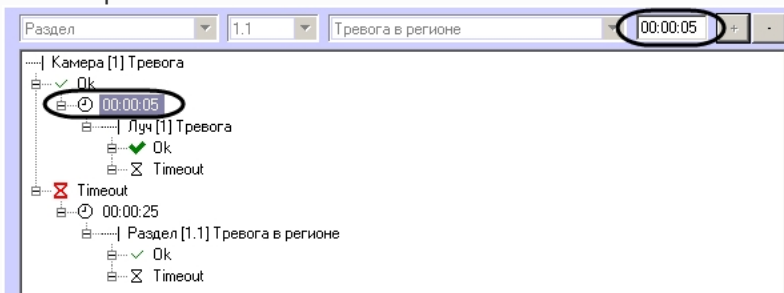 Раздел 1.1 Тревога в регионе 00:00:05 + -
Камера [1] Тревога
Ok
00:00:05
Луч [1] Тревога
Ok
Timeout
Timeout
00:00:25
Раздел [1.1] Тревога в регионе
Ok
Timeout